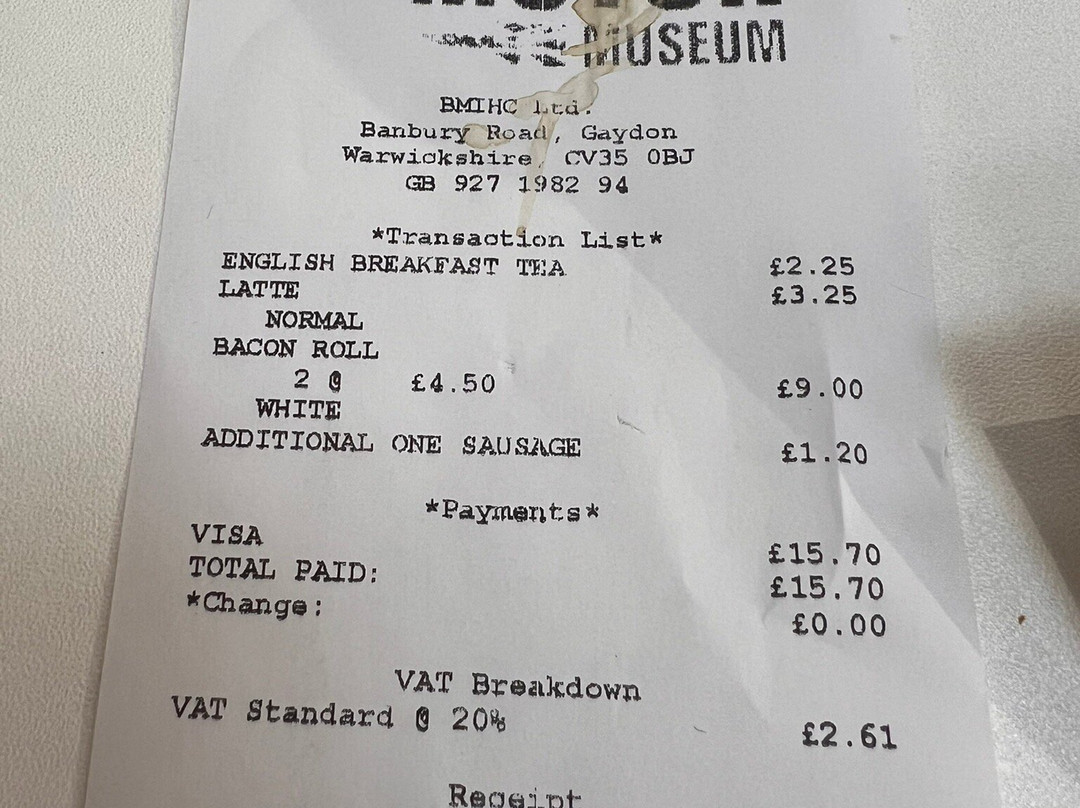 MUSEUM
BMIHC Ltd.
Banbury Road, Gaydon
Warwickshire, CV35 0BJ
GB 927 1982 94
*Transaction List*
ENGLISH BREAKFAST TEA £2.25
LATTE £3.25
NORMAL
BACON ROLL
2 @ £4.50 £9.00
WHITE
ADDITIONAL ONE SAUSAGE £1.20
*Payments*
VISA £15.70
TOTAL PAID: £15.70
*Change: £0.00
VAT Breakdown
VAT Standard @ 20% £2.61
Receipt